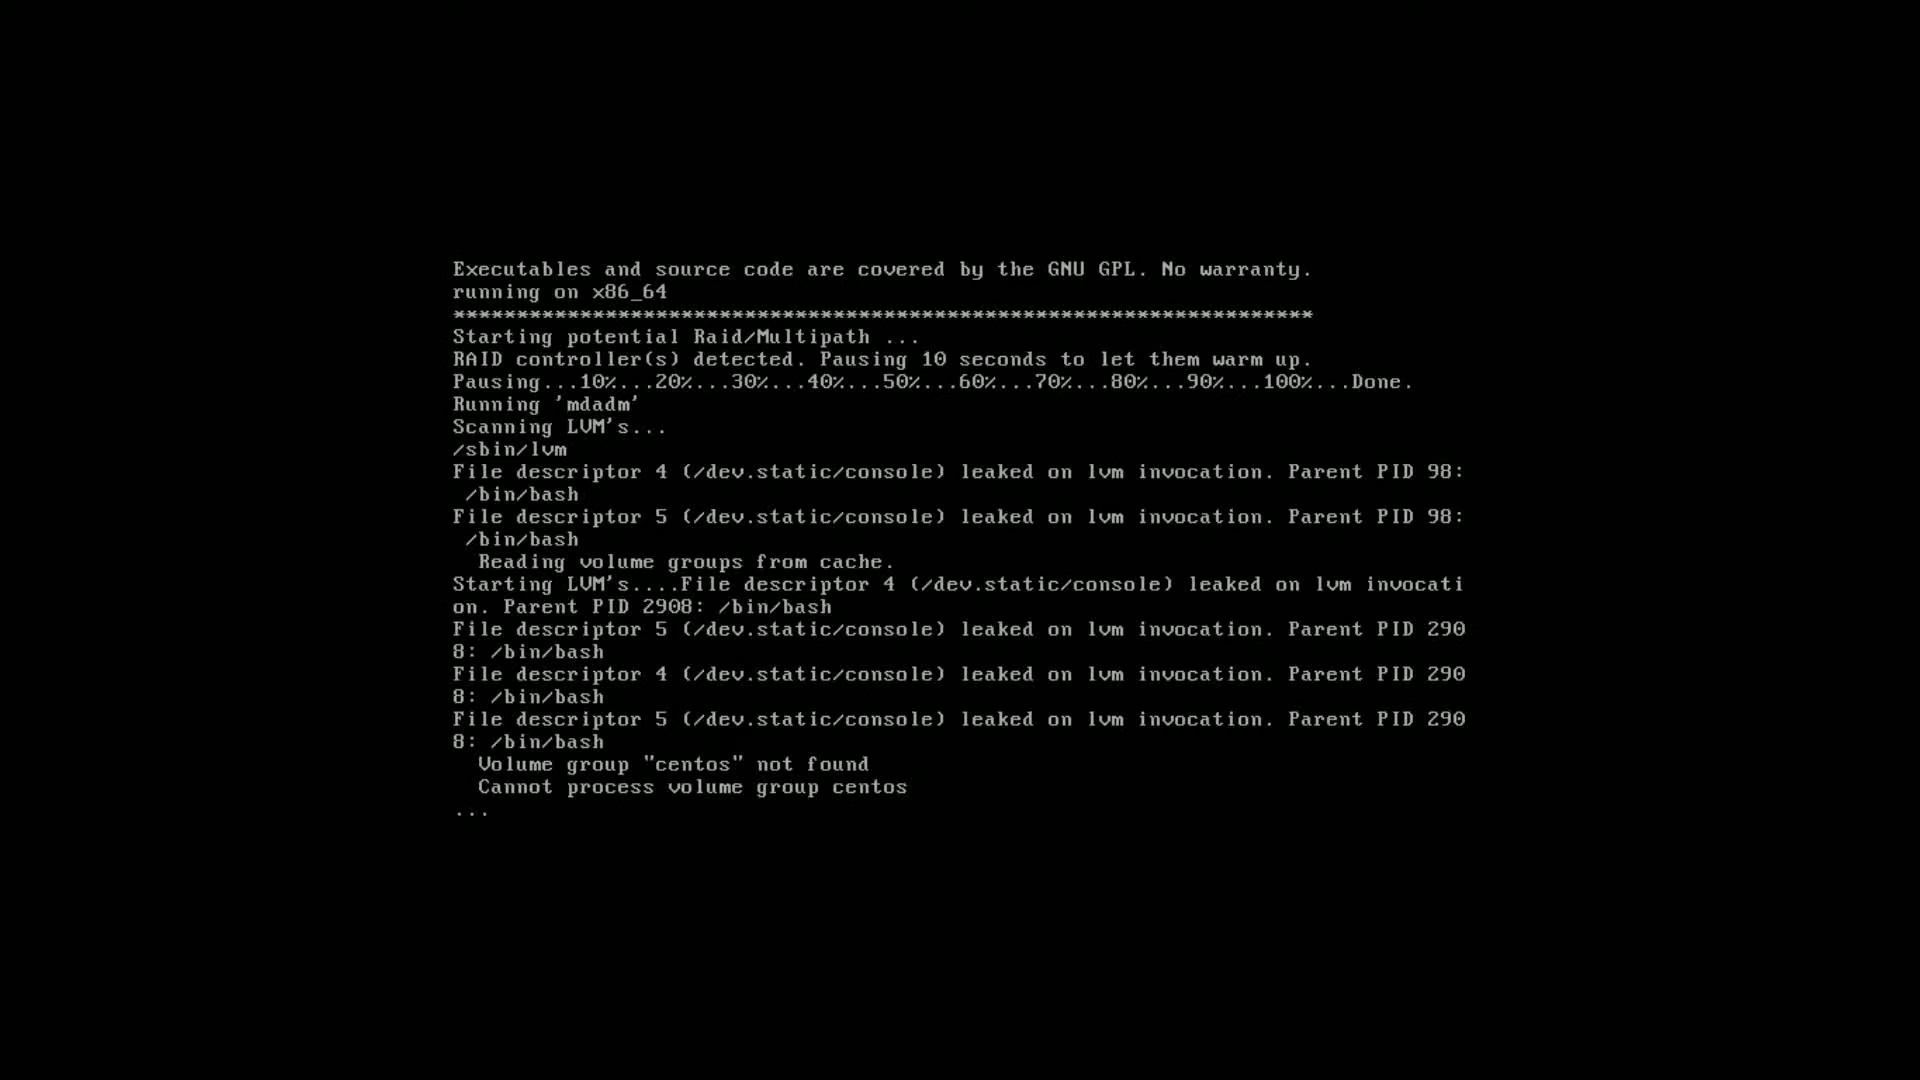 Executables and source code are covered by the GNU GPL. No warranty.
running on x86_64
********************************************************************
Starting potential Raid/Multipath ...
RAID controller(s) detected. Pausing 10 seconds to let them warm up.
Pausing...10%...20%...30%...40%...50%...60%...70%...80%...90%...100%...Done.
Running 'mdadm'
Scanning LVM's...
/sbin/lvm
File descriptor 4 (/dev.static/console) leaked on lvm invocation. Parent PID 98:
 /bin/bash
File descriptor 5 (/dev.static/console) leaked on lvm invocation. Parent PID 98:
 /bin/bash
  Reading volume groups from cache.
Starting LVM's....File descriptor 4 (/dev.static/console) leaked on lvm invocati
on. Parent PID 2908: /bin/bash
File descriptor 5 (/dev.static/console) leaked on lvm invocation. Parent PID 290
8: /bin/bash
File descriptor 4 (/dev.static/console) leaked on lvm invocation. Parent PID 290
8: /bin/bash
File descriptor 5 (/dev.static/console) leaked on lvm invocation. Parent PID 290
8: /bin/bash
  Volume group "centos" not found
  Cannot process volume group centos
...